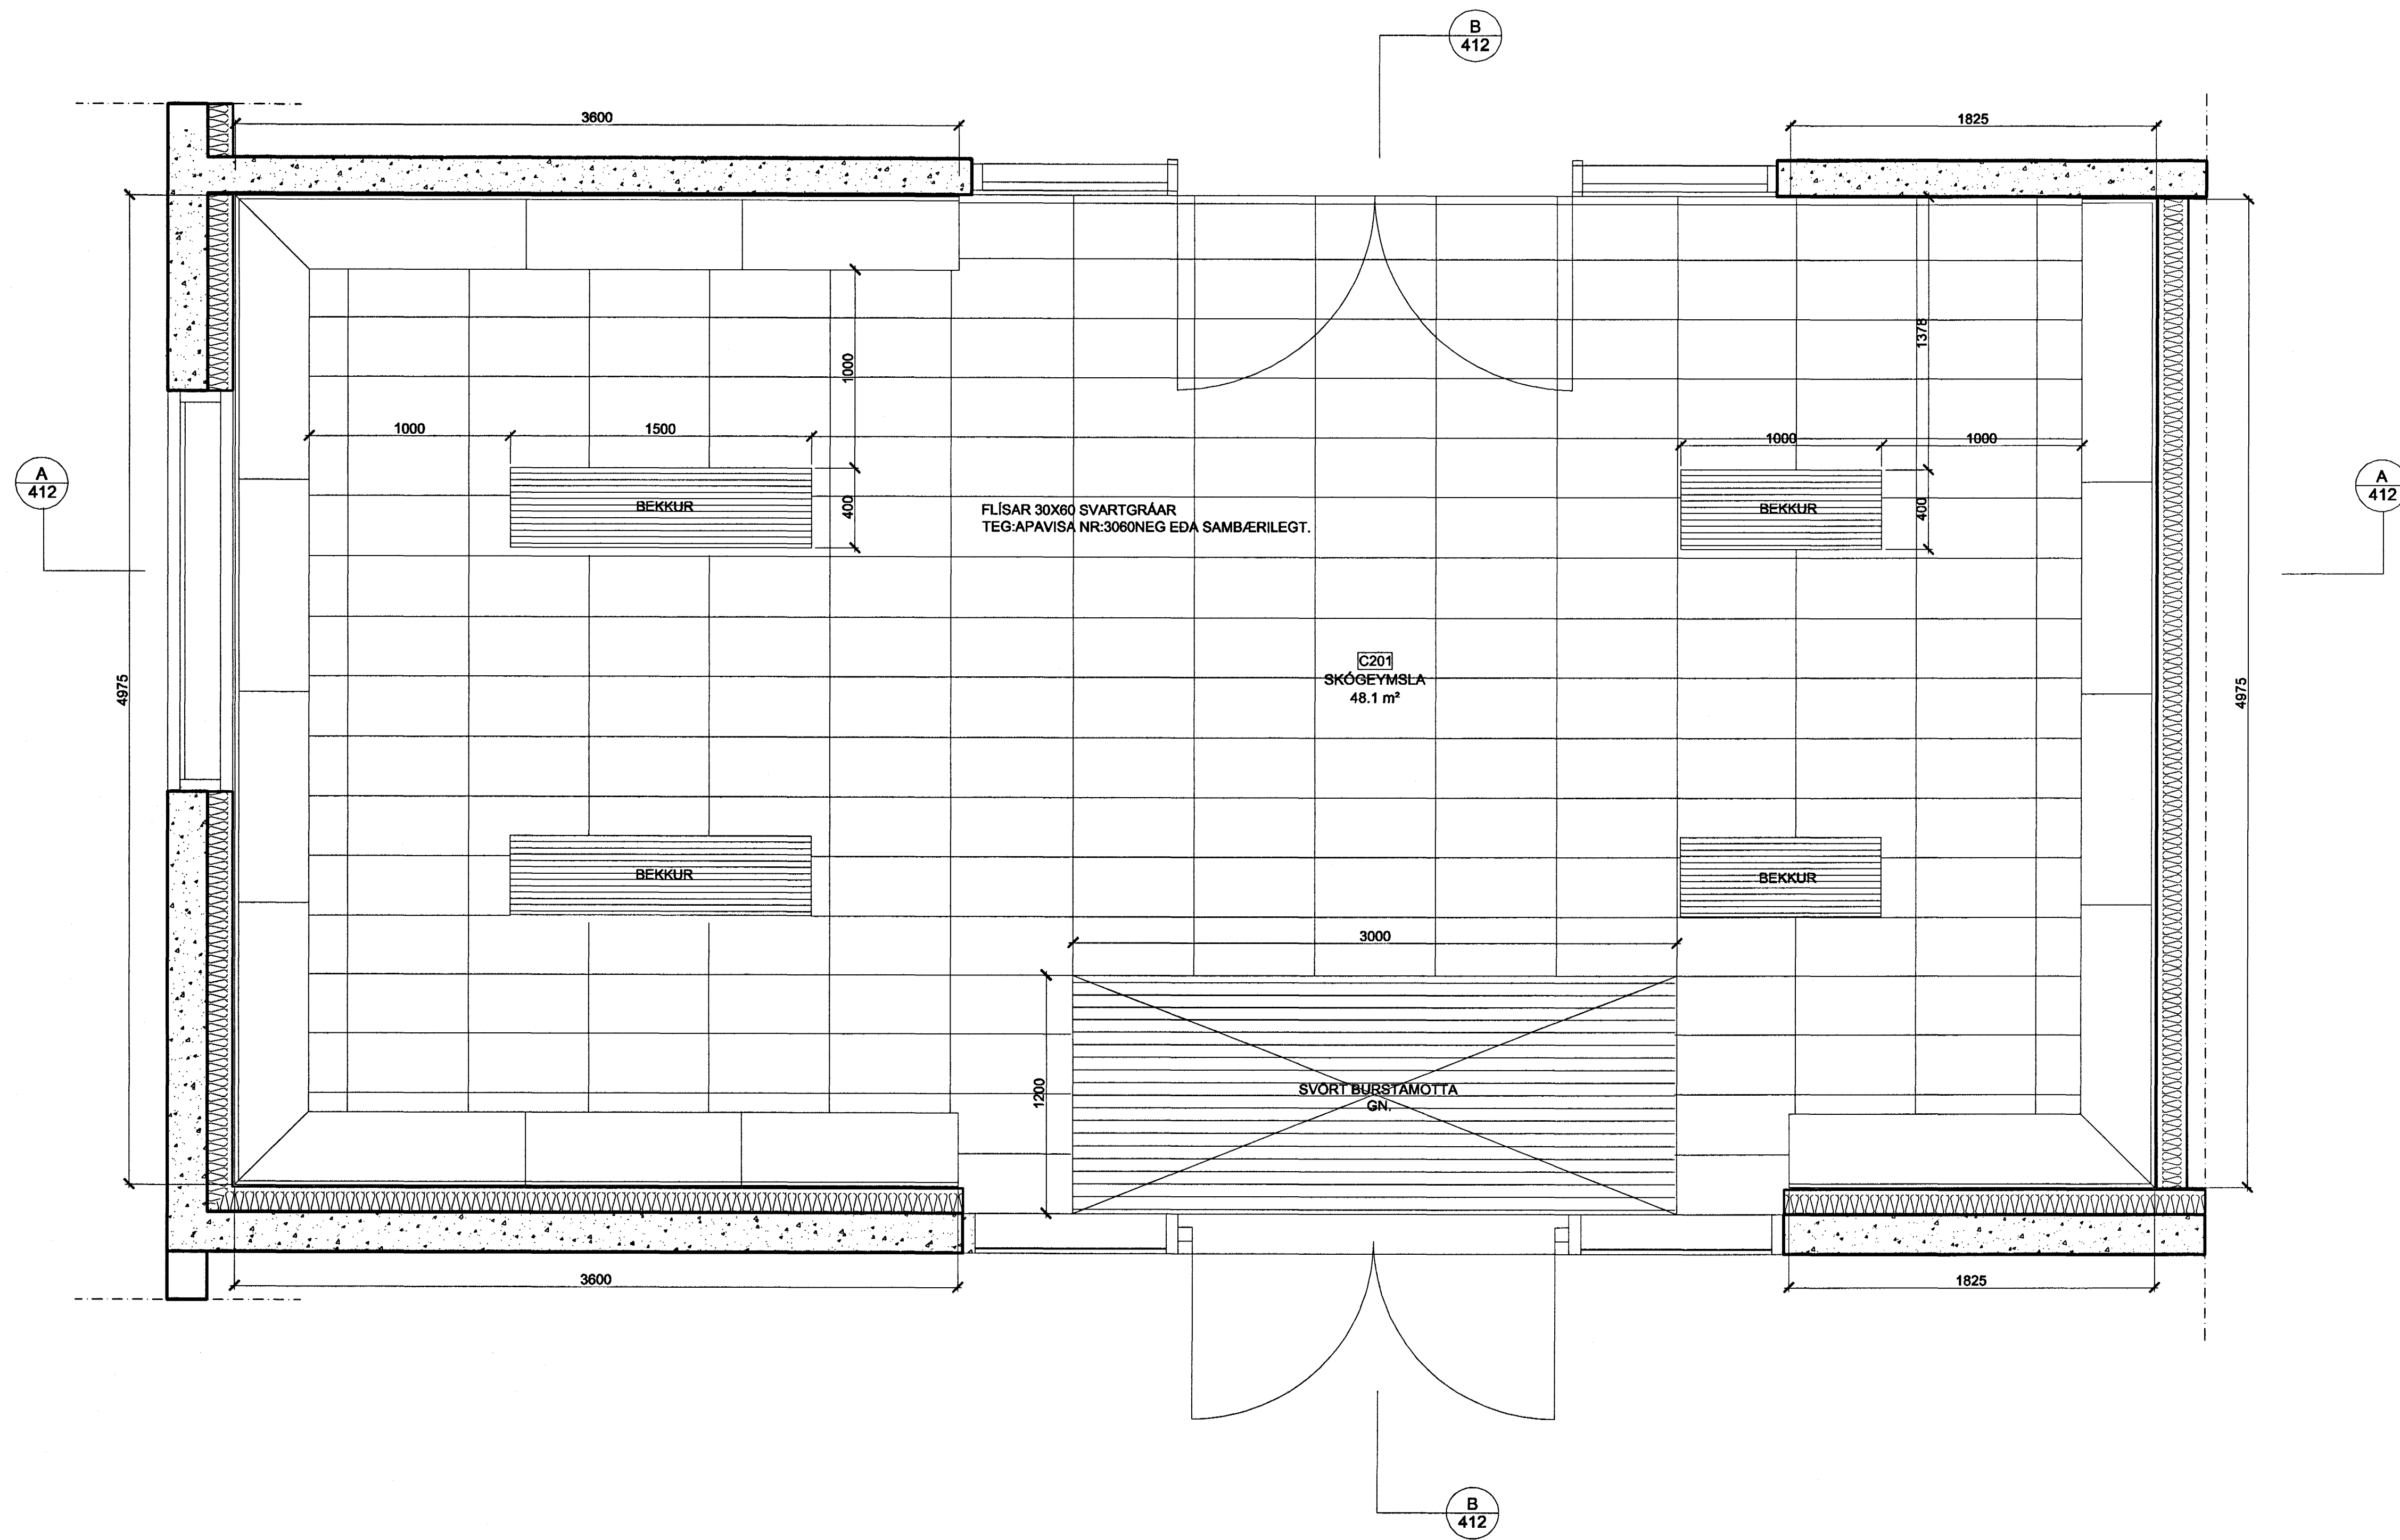 B
412
3600
1825
1378
1000
1000
1500
1000
1000
A
412
A
412
BEKKUR
400
FLÍSAR 30X60 SVARTGRÁAR
TEG:APAVISA NR:3060NEG EÐA SAMBÆRILEGT.
BEKKUR
400
C201
SKÓGEYMSLA
48.1 m²
4975
4975
BEKKUR
BEKKUR
3000
1200
SVÖRT BURSTAMOTTA
GN.
3600
1825
B
412